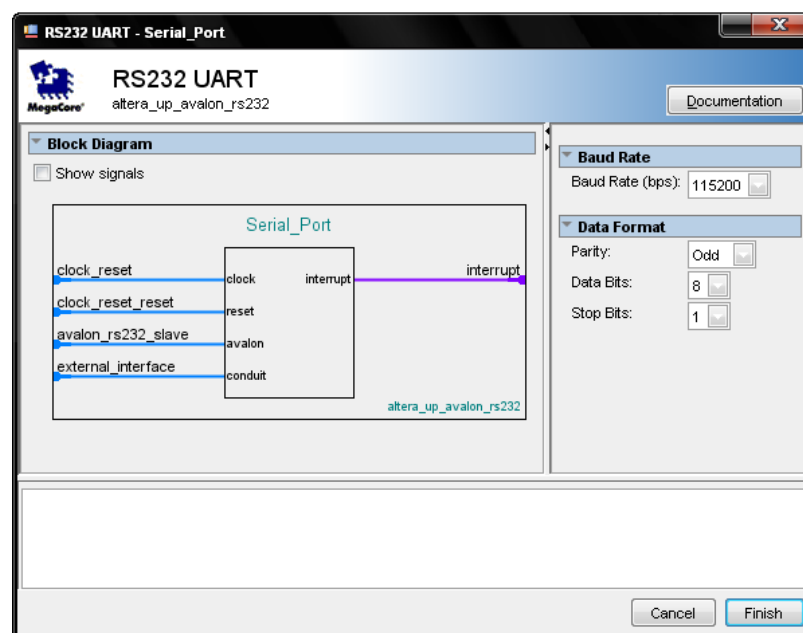 RS232 UART - Serial_Port
RS232 UART
altera_up_avalon_rs232
MegaCore'
Documentation
Block Diagram
Show signals
Serial_Port
clock_reset
clock
interrupt
interrupt
clock_reset_reset
reset
avalon_rs232_slave
avalon
external_interface
conduit
altera_up_avalon_rs232
Baud Rate
Baud Rate (bps): 115200
Data Format
Parity: Odd
Data Bits: 8
Stop Bits: 1
Cancel
Finish